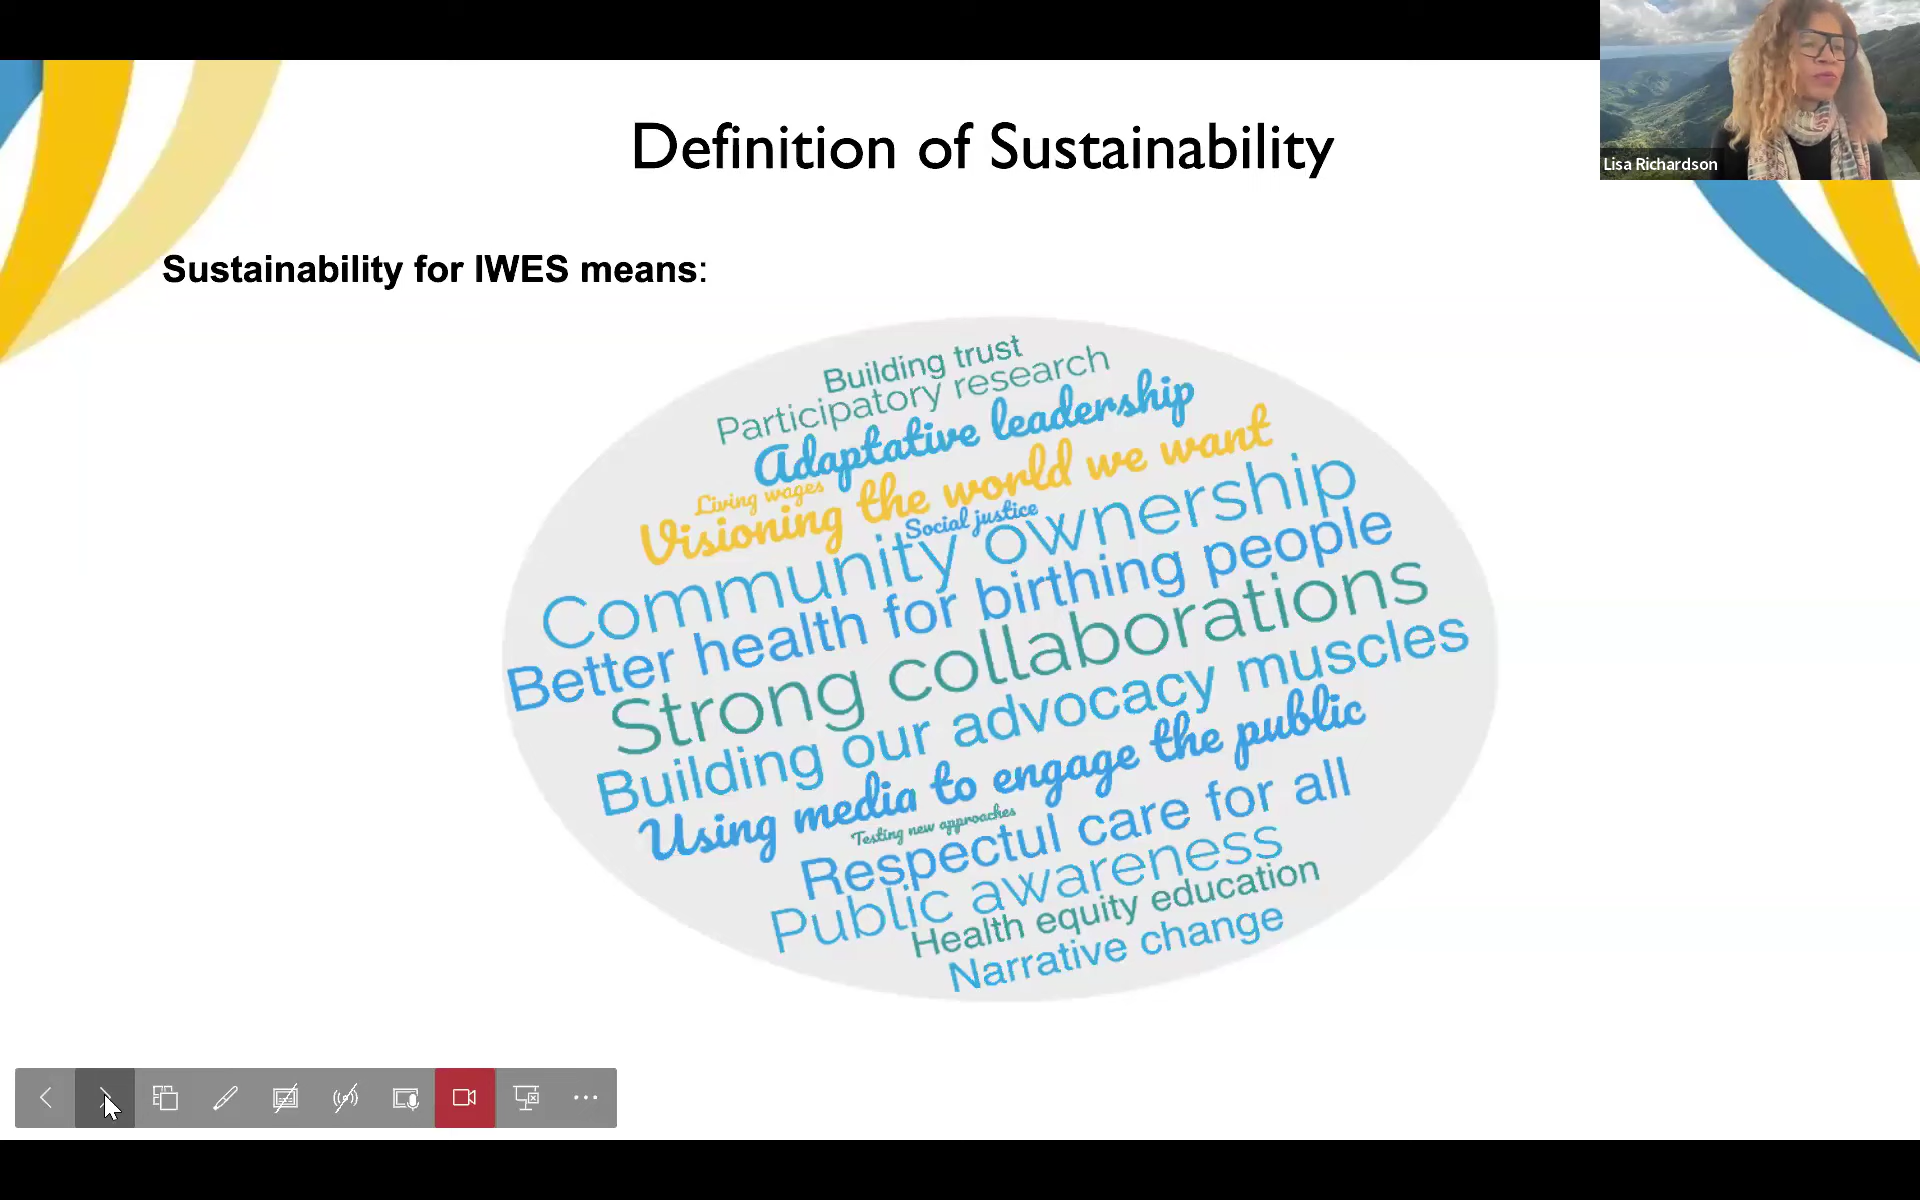 Definition of Sustainability
Lisa Richardson
Sustainability for IWES means:
Building trust
Participatory research
Adaptative leadership
Living wages
Visioning the world we want
Social justice
Community ownership
Better health for birthing people
Strong collaborations
Building our advocacy muscles
Using media to engage the public
Testing new approaches
Respectul care for all
Public awareness
Health equity education
Narrative change